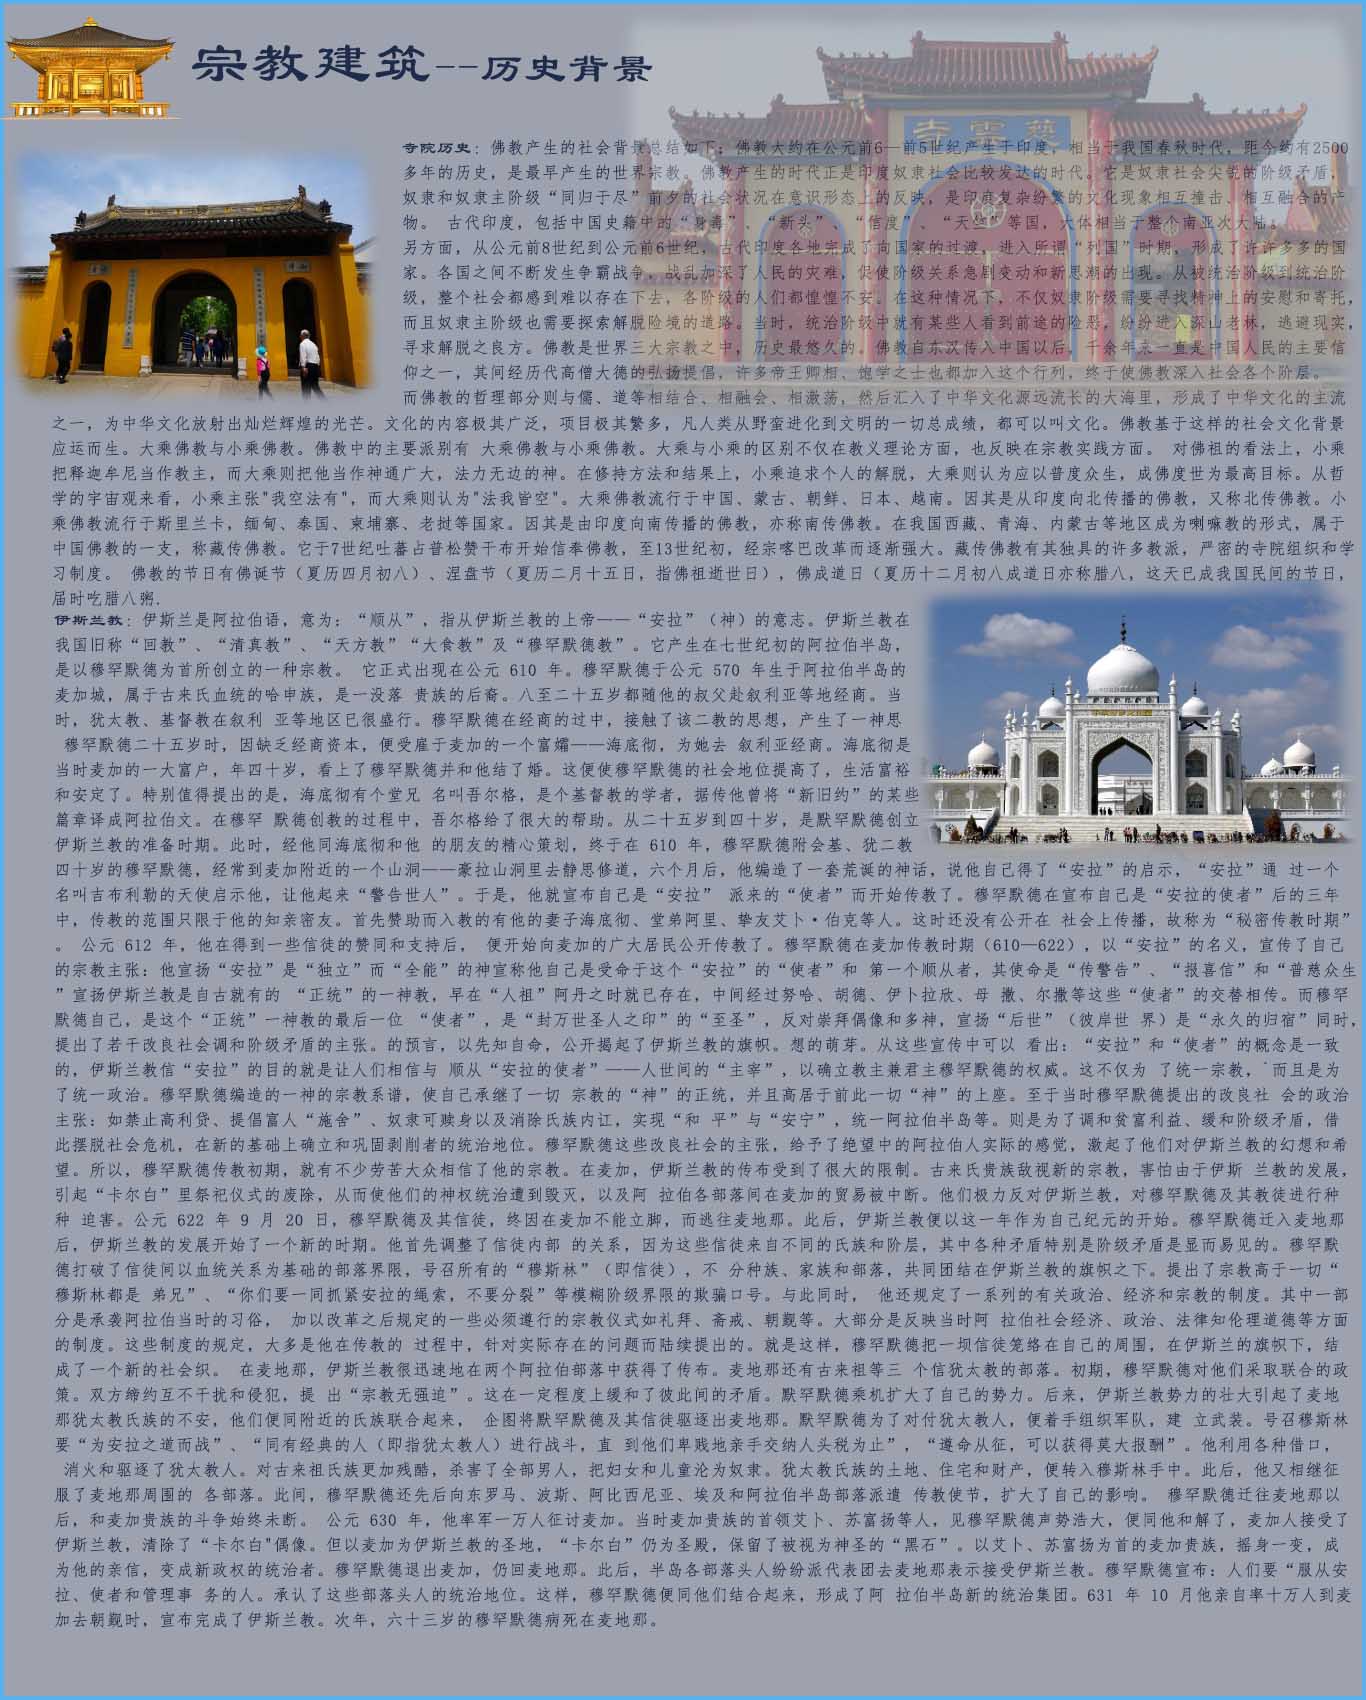 宗教建筑--历史背景
慈云寺
寺院历史：佛教产生的社会背景总结如下：佛教大约在公元前6—前5世纪产生于印度，相当于我国春秋时代，距今约有2500
多年的历史，是最早产生的世界宗教。佛教产生的时代正是印度奴隶社会比较发达的时代。它是奴隶社会尖锐的阶级矛盾，
奴隶和奴隶主阶级“同归于尽”前夕的社会状况在意识形态上的反映，是印度复杂纷繁的文化现象相互撞击、相互融合的产
物。 古代印度，包括中国史籍中的“身毒”、“新头”、“信度”、“天竺”等国，大体相当于整个南亚次大陆。
另方面，从公元前8世纪到公元前6世纪，古代印度各地完成了向国家的过渡，进入所谓“列国”时期，形成了许许多多的国
家。各国之间不断发生争霸战争，战乱加深了人民的灾难，促使阶级关系急剧变动和新思潮的出现。从被统治阶级到统治阶
级，整个社会都感到难以存在下去，各阶级的人们都惶惶不安。在这种情况下，不仅奴隶阶级需要寻找精神上的安慰和寄托，
而且奴隶主阶级也需要探索解脱险境的道路。当时，统治阶级中就有某些人看到前途的险恶，纷纷进入深山老林，逃避现实，
寻求解脱之良方。佛教是世界三大宗教之中，历史最悠久的。佛教自东汉传入中国以后，千余年来一直是中国人民的主要信
仰之一，其间经历代高僧大德的弘扬提倡，许多帝王卿相、饱学之士也都加入这个行列，终于使佛教深入社会各个阶层。
而佛教的哲理部分则与儒、道等相结合、相融会、相激荡，然后汇入了中华文化源远流长的大海里，形成了中华文化的主流
之一，为中华文化放射出灿烂辉煌的光芒。文化的内容极其广泛，项目极其繁多，凡人类从野蛮进化到文明的一切总成绩，都可以叫文化。佛教基于这样的社会文化背景
应运而生。大乘佛教与小乘佛教。佛教中的主要派别有 大乘佛教与小乘佛教。大乘与小乘的区别不仅在教义理论方面，也反映在宗教实践方面。 对佛祖的看法上，小乘
把释迦牟尼当作教主，而大乘则把他当作神通广大，法力无边的神。在修持方法和结果上，小乘追求个人的解脱，大乘则认为应以普度众生，成佛度世为最高目标。从哲
学的宇宙观来看，小乘主张"我空法有"，而大乘则认为"法我皆空"。大乘佛教流行于中国、蒙古、朝鲜、日本、越南。因其是从印度向北传播的佛教，又称北传佛教。小
乘佛教流行于斯里兰卡，缅甸、泰国、柬埔寨、老挝等国家。因其是由印度向南传播的佛教，亦称南传佛教。在我国西藏、青海、内蒙古等地区成为喇嘛教的形式，属于
中国佛教的一支，称藏传佛教。它于7世纪吐蕃占普松赞干布开始信奉佛教，至13世纪初，经宗喀巴改革而逐渐强大。藏传佛教有其独具的许多教派，严密的寺院组织和学
习制度。 佛教的节日有佛诞节（夏历四月初八）、涅盘节（夏历二月十五日，指佛祖逝世日），佛成道日（夏历十二月初八成道日亦称腊八，这天已成我国民间的节日，
届时吃腊八粥.
伊斯兰教：伊斯兰是阿拉伯语，意为：“顺从”，指从伊斯兰教的上帝——“安拉”（神）的意志。伊斯兰教在
我国旧称“回教”、“清真教”、“天方教”“大食教”及“穆罕默德教”。它产生在七世纪初的阿拉伯半岛，
是以穆罕默德为首所创立的一种宗教。 它正式出现在公元 610 年。穆罕默德于公元 570 年生于阿拉伯半岛的
麦加城，属于古来氏血统的哈申族，是一没落 贵族的后裔。八至二十五岁都随他的叔父赴叙利亚等地经商。当
时，犹太教、基督教在叙利 亚等地区已很盛行。穆罕默德在经商的过中，接触了该二教的思想，产生了一神思
穆罕默德二十五岁时，因缺乏经商资本，便受雇于麦加的一个富孀——海底彻，为她去 叙利亚经商。海底彻是
当时麦加的一大富户，年四十岁，看上了穆罕默德并和他结了婚。这便使穆罕默德的社会地位提高了，生活富裕
和安定了。特别值得提出的是，海底彻有个堂兄 名叫吾尔格，是个基督教的学者，据传他曾将“新旧约”的某些
篇章译成阿拉伯文。在穆罕 默德创教的过程中，吾尔格给了很大的帮助。从二十五岁到四十岁，是默罕默德创立
伊斯兰教的准备时期。此时，经他同海底彻和他 的朋友的精心策划，终于在 610 年，穆罕默德附会基、犹二教
四十岁的穆罕默德，经常到麦加附近的一个山洞——豪拉山洞里去静思修道，六个月后，他编造了一套荒诞的神话，说他自己得了“安拉”的启示，“安拉”通 过一个
名叫吉布利勒的天使启示他，让他起来“警告世人”。于是，他就宣布自己是“安拉” 派来的“使者”而开始传教了。穆罕默德在宣布自己是“安拉的使者”后的三年
中，传教的范围只限于他的知亲密友。首先赞助而入教的有他的妻子海底彻、堂弟阿里、挚友艾卜·伯克等人。这时还没有公开在 社会上传播，故称为“秘密传教时期”
。 公元 612 年，他在得到一些信徒的赞同和支持后， 便开始向麦加的广大居民公开传教了。穆罕默德在麦加传教时期（610—622），以“安拉”的名义，宣传了自己
的宗教主张：他宣扬“安拉”是“独立”而“全能”的神宣称他自己是受命于这个“安拉”的“使者”和 第一个顺从者，其使命是“传警告”、“报喜信”和“普慈众生
”宣扬伊斯兰教是自古就有的 “正统”的一神教，早在“人祖”阿丹之时就已存在，中间经过努哈、胡德、伊卜拉欣、母 撒、尔撒等这些“使者”的交替相传。而穆罕
默德自己，是这个“正统”一神教的最后一位 “使者”，是“封万世圣人之印”的“至圣”，反对崇拜偶像和多神，宣扬“后世”（彼岸世 界）是“永久的归宿”同时，
提出了若干改良社会调和阶级矛盾的主张。的预言，以先知自命，公开揭起了伊斯兰教的旗帜。想的萌芽。从这些宣传中可以 看出：“安拉”和“使者”的概念是一致
的，伊斯兰教信“安拉”的目的就是让人们相信与 顺从“安拉的使者”——人世间的“主宰”，以确立教主兼君主穆罕默德的权威。这不仅为 了统一宗教，而且是为
了统一政治。穆罕默德编造的一神的宗教系谱，使自己承继了一切 宗教的“神”的正统，并且高居于前此一切“神”的上座。至于当时穆罕默德提出的改良社 会的政治
主张：如禁止高利贷、提倡富人“施舍”、奴隶可赎身以及消除氏族内讧，实现“和 平”与“安宁”，统一阿拉伯半岛等。则是为了调和贫富利益、缓和阶级矛盾，借
此摆脱社会危机，在新的基础上确立和巩固剥削者的统治地位。穆罕默德这些改良社会的主张，给予了绝望中的阿拉伯人实际的感觉，激起了他们对伊斯兰教的幻想和希
望。所以，穆罕默德传教初期，就有不少劳苦大众相信了他的宗教。在麦加，伊斯兰教的传布受到了很大的限制。古来氏贵族敌视新的宗教，害怕由于伊斯 兰教的发展，
引起“卡尔白”里祭祀仪式的废除，从而使他们的神权统治遭到毁灭，以及阿 拉伯各部落间在麦加的贸易被中断。他们极力反对伊斯兰教，对穆罕默德及其教徒进行种
种 迫害。公元 622 年 9 月 20 日，穆罕默德及其信徒，终因在麦加不能立脚，而逃往麦地那。此后，伊斯兰教便以这一年作为自己纪元的开始。穆罕默德迁入麦地那
后，伊斯兰教的发展开始了一个新的时期。他首先调整了信徒内部 的关系，因为这些信徒来自不同的氏族和阶层，其中各种矛盾特别是阶级矛盾是显而易见的。穆罕默
德打破了信徒间以血统关系为基础的部落界限，号召所有的“穆斯林”（即信徒），不 分种族、家族和部落，共同团结在伊斯兰教的旗帜之下。提出了宗教高于一切“
穆斯林都是 弟兄”、“你们要一同抓紧安拉的绳索，不要分裂”等模糊阶级界限的欺骗口号。与此同时， 他还规定了一系列的有关政治、经济和宗教的制度。其中一部
分是承袭阿拉伯当时的习俗， 加以改革之后规定的一些必须遵行的宗教仪式如礼拜、斋戒、朝觐等。大部分是反映当时阿 拉伯社会经济、政治、法律知伦理道德等方面
的制度。这些制度的规定，大多是他在传教的 过程中，针对实际存在的问题而陆续提出的。就是这样，穆罕默德把一坝信徒笼络在自己的周围，在伊斯兰的旗帜下，结
成了一个新的社会织。 在麦地那，伊斯兰教很迅速地在两个阿拉伯部落中获得了传布。麦地那还有古来祖等三 个信犹太教的部落。初期，穆罕默德对他们采取联合的政
策。双方缔约互不干扰和侵犯，提 出“宗教无强迫”。这在一定程度上缓和了彼此间的矛盾。默罕默德乘机扩大了自己的势力。后来，伊斯兰教势力的壮大引起了麦地
那犹太教氏族的不安，他们便同附近的氏族联合起来， 企图将默罕默德及其信徒驱逐出麦地那。默罕默德为了对付犹太教人，便着手组织军队，建 立武装。号召穆斯林
要“为安拉之道而战”、“同有经典的人（即指犹太教人）进行战斗，直 到他们卑贱地亲手交纳人头税为止”，“遵命从征，可以获得莫大报酬”。他利用各种借口，
消火和驱逐了犹太教人。对古来祖氏族更加残酷，杀害了全部男人，把妇女和儿童沦为奴隶。犹太教氏族的土地、住宅和财产，便转入穆斯林手中。此后，他又相继征
服了麦地那周围的 各部落。此间，穆罕默德还先后向东罗马、波斯、阿比西尼亚、埃及和阿拉伯半岛部落派遣 传教使节，扩大了自己的影响。 穆罕默德迁往麦地那以
后，和麦加贵族的斗争始终未断。 公元 630 年，他率军一万人征讨麦加。当时麦加贵族的首领艾卜、苏富扬等人，见穆罕默德声势浩大，便同他和解了，麦加人接受了
伊斯兰教，清除了“卡尔白"偶像。但以麦加为伊斯兰教的圣地，“卡尔白”仍为圣殿，保留了被视为神圣的“黑石”。以艾卜、苏富扬为首的麦加贵族，摇身一变，成
为他的亲信，变成新政权的统治者。穆罕默德退出麦加，仍回麦地那。此后，半岛各部落头人纷纷派代表团去麦地那表示接受伊斯兰教。穆罕默德宣布：人们要“服从安
拉、使者和管理事 务的人。承认了这些部落头人的统治地位。这样，穆罕默德便同他们结合起来，形成了阿 拉伯半岛新的统治集团。631 年 10 月他亲自率十万人到麦
加去朝觐时，宣布完成了伊斯兰教。次年，六十三岁的穆罕默德病死在麦地那。